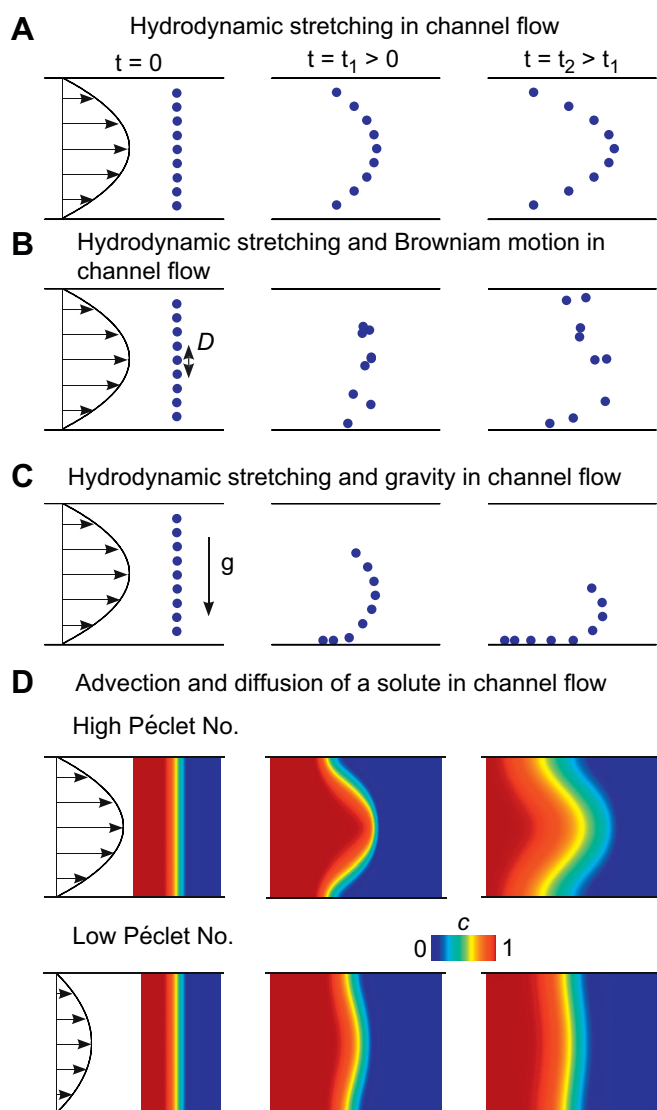 A Hydrodynamic stretching in channel flow
t = 0 t = t1 > 0 t = t2 > t1
B Hydrodynamic stretching and Browniam motion in
channel flow
D
C Hydrodynamic stretching and gravity in channel flow
g
D Advection and diffusion of a solute in channel flow
High Péclet No.
Low Péclet No.
c
0 1